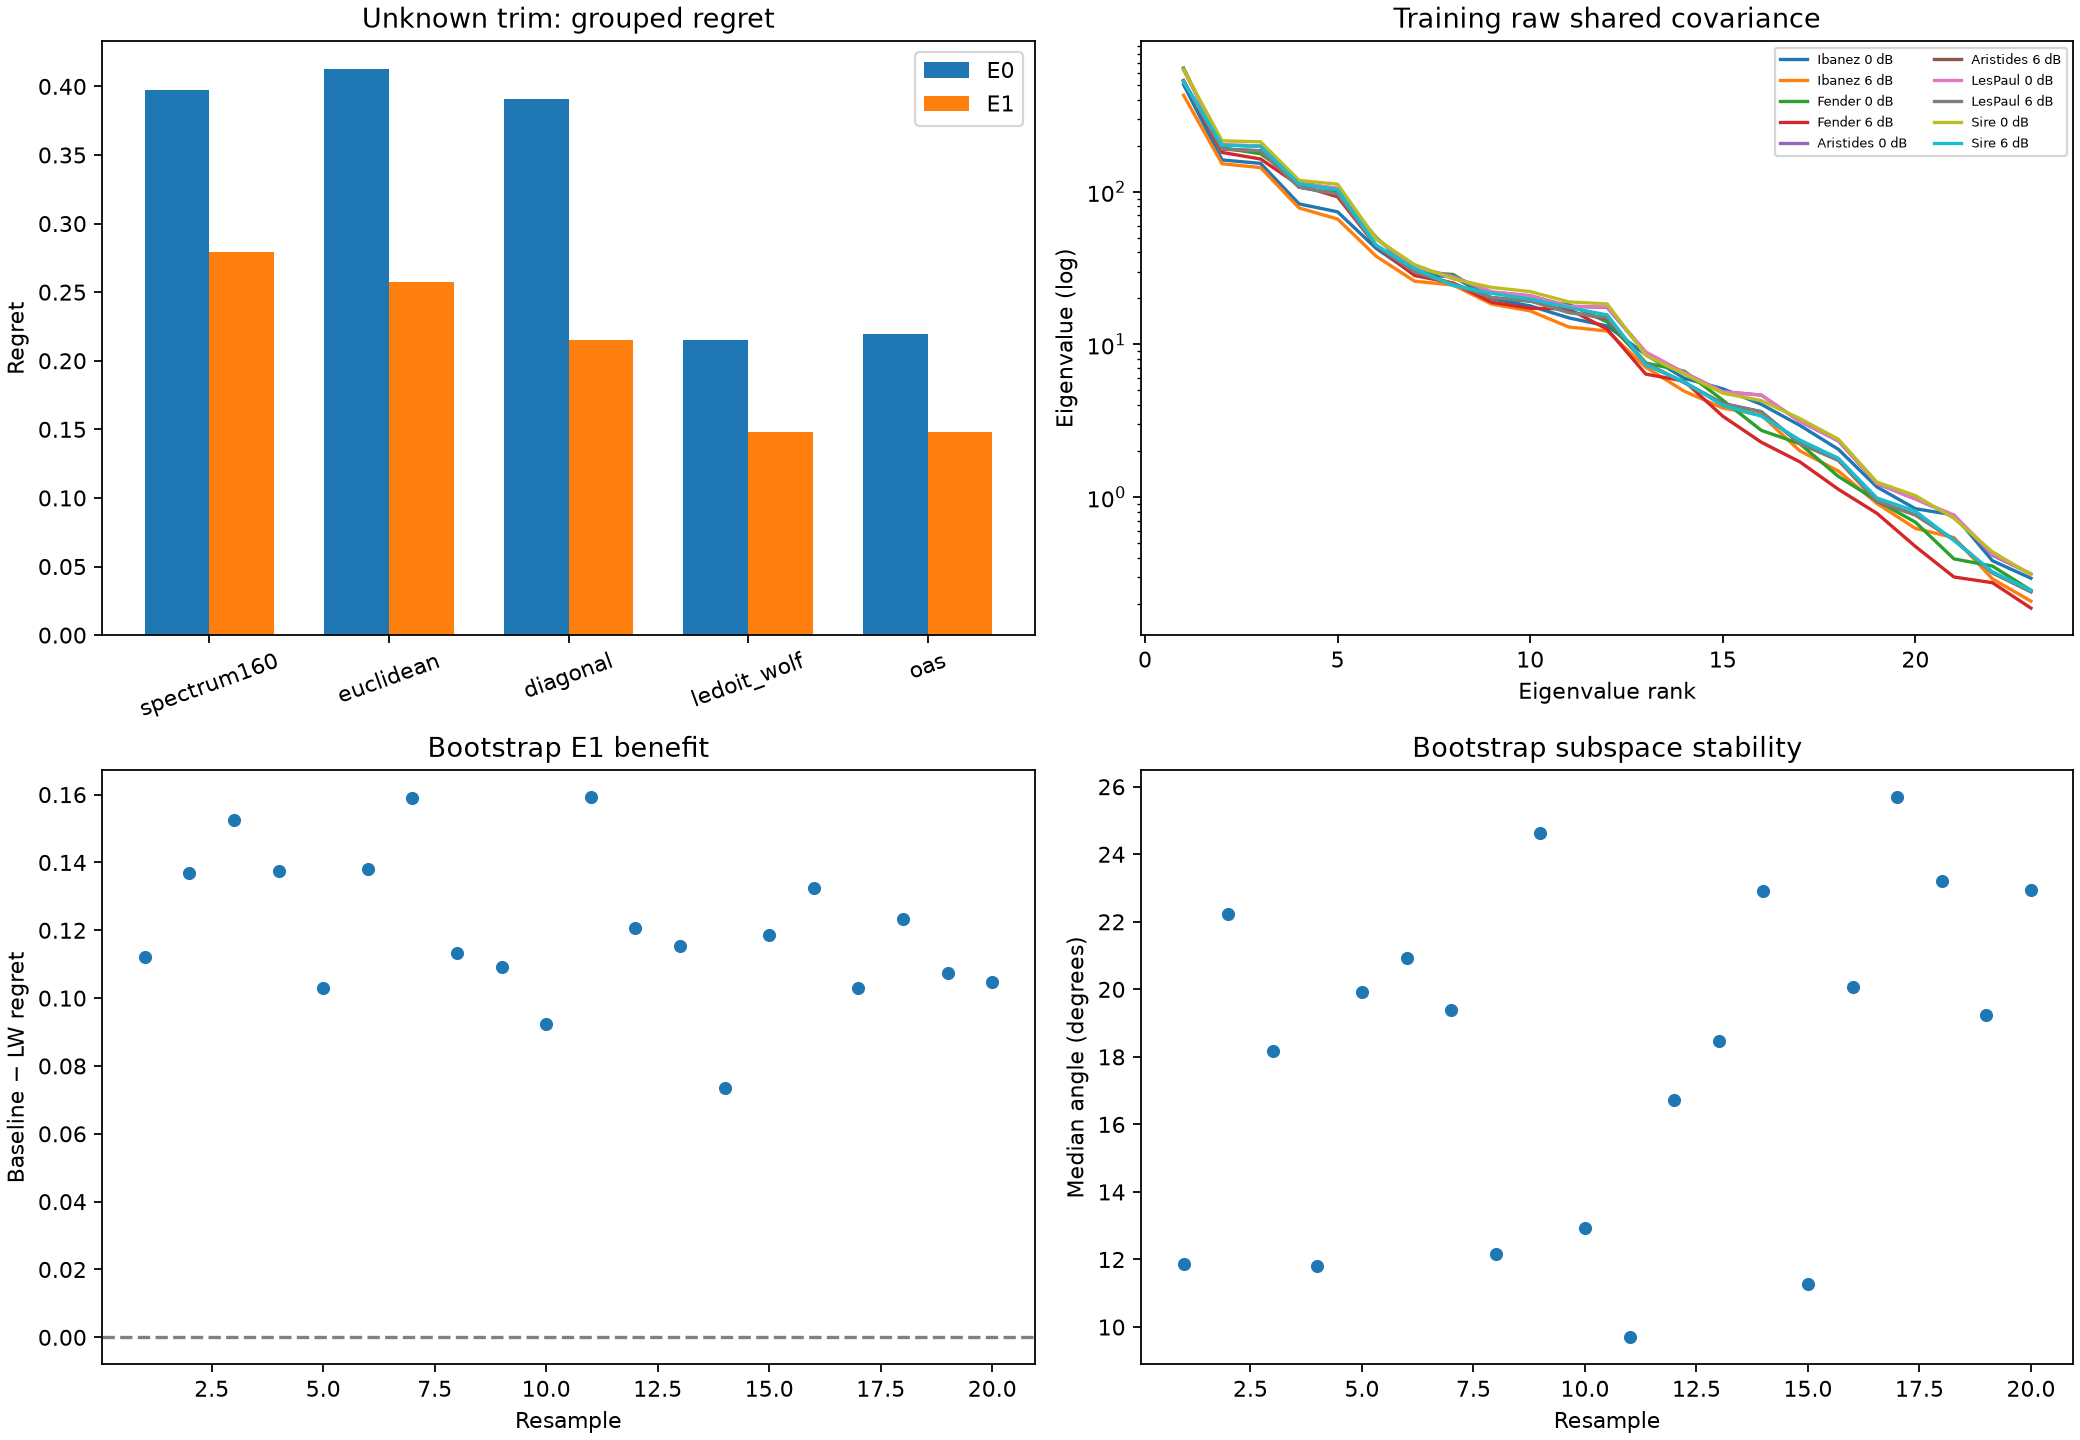 Unknown trim: grouped regret
Regret
0.40
0.35
0.30
0.25
0.20
0.15
0.10
0.05
0.00
E0
E1
spectrum160
euclidean
diagonal
ledoit_wolf
oas
Training raw shared covariance
Eigenvalue (log)
10²
10¹
10⁰
Ibanez 0 dB
Ibanez 6 dB
Fender 0 dB
Fender 6 dB
Aristides 0 dB
Aristides 6 dB
LesPaul 0 dB
LesPaul 6 dB
Sire 0 dB
Sire 6 dB
0 5 10 15 20
Eigenvalue rank
Bootstrap E1 benefit
Baseline − LW regret
0.16
0.14
0.12
0.10
0.08
0.06
0.04
0.02
0.00
2.5 5.0 7.5 10.0 12.5 15.0 17.5 20.0
Resample
Bootstrap subspace stability
Median angle (degrees)
26
24
22
20
18
16
14
12
10
2.5 5.0 7.5 10.0 12.5 15.0 17.5 20.0
Resample